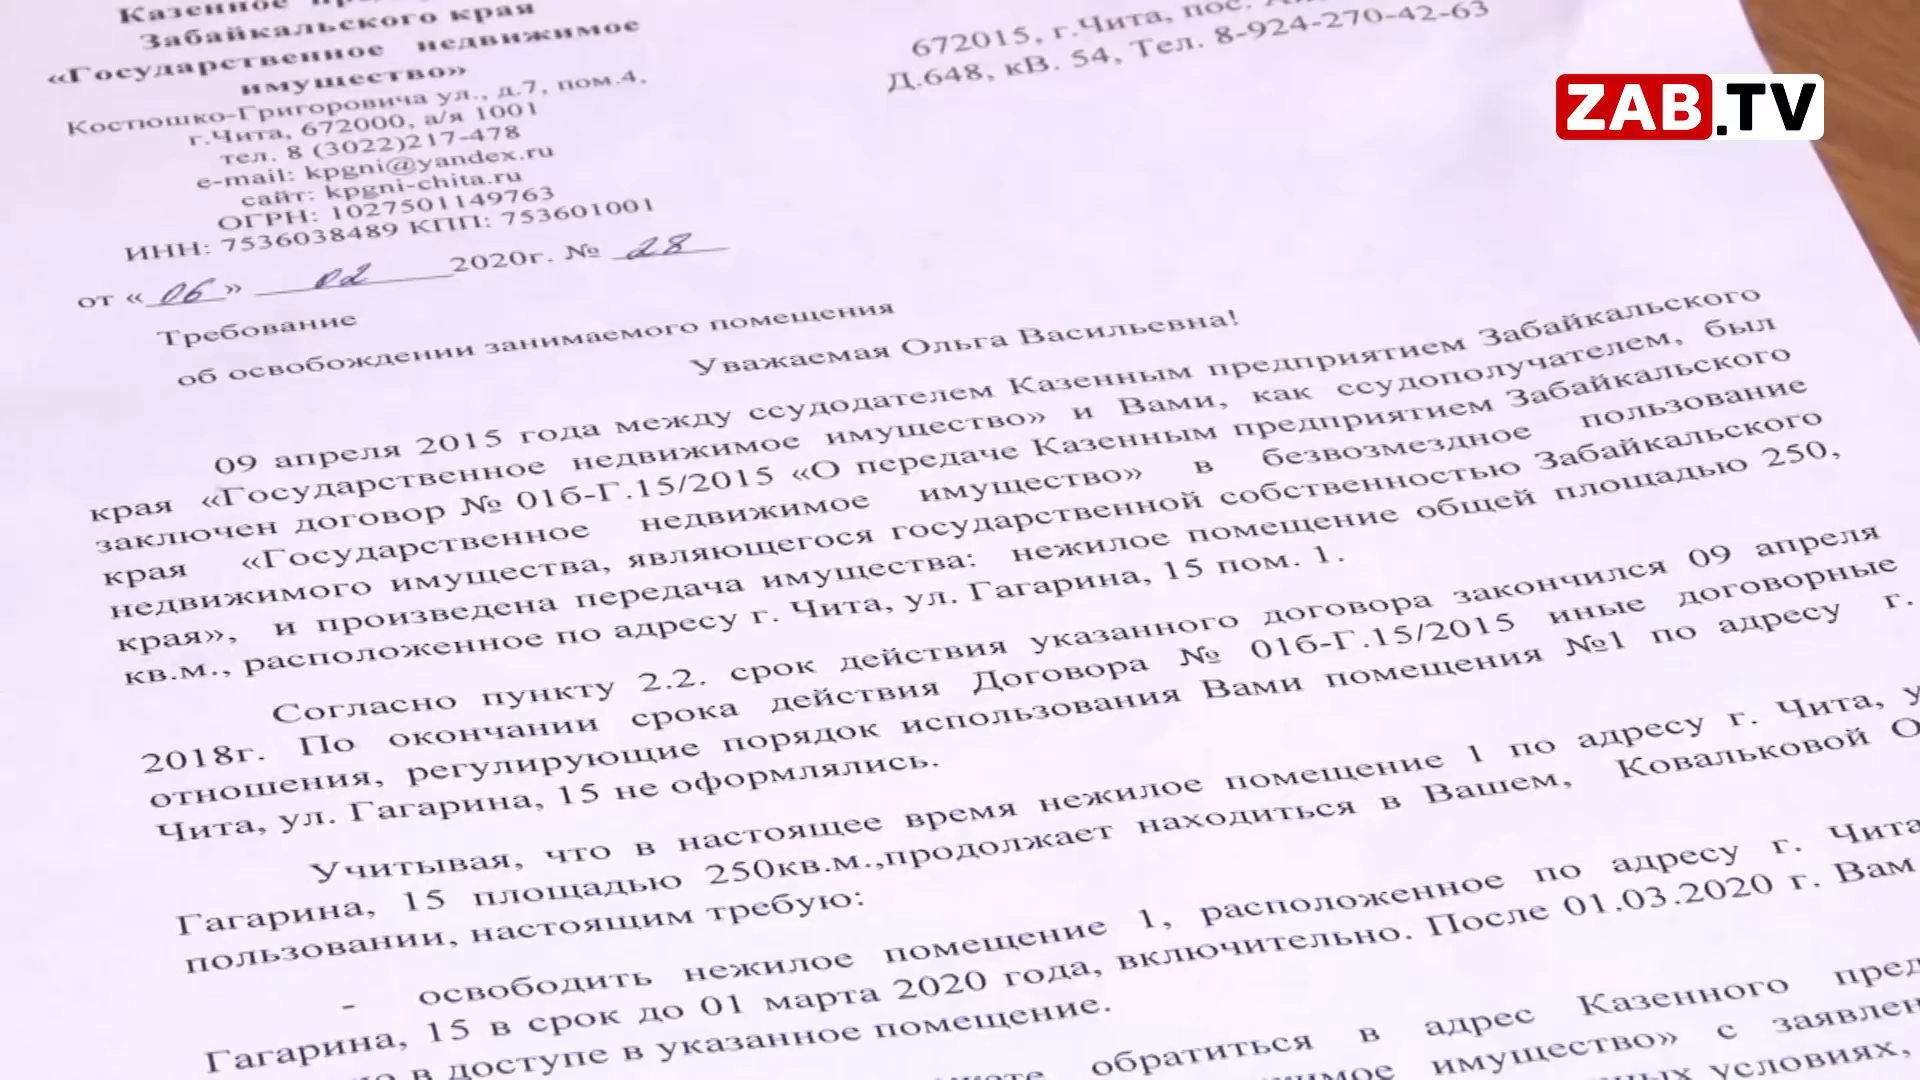 Казенное
Забайкальского края
«Государственное недвижимое
имущество»
Костюшко-Григоровича ул., д.7, пом.4,
г.Чита, 672000, а/я 1001
тел. 8 (3022)217-478
e-mail: kpgni@yandex.ru
сайт: kpgni-chita.ru
ОГРН: 1027501149763
ИНН: 7536038489 КПП: 753601001
от «06» 02 2020г. № 28
672015, г.Чита, пос.
Д.648, кВ. 54, Тел. 8-924-270-42-63
ZAB.TV
Требование
об освобождении занимаемого помещения
Уважаемая Ольга Васильевна!
09 апреля 2015 года между ссудодателем Казенным предприятием Забайкальского
края «Государственное недвижимое имущество» и Вами, как ссудополучателем, был
заключен договор № 01б-Г.15/2015 «О передаче Казенным предприятием Забайкальского
края «Государственное недвижимое имущество» в безвозмездное пользование
недвижимого имущества, являющегося государственной собственностью Забайкальского
края», и произведена передача имущества: нежилое помещение общей площадью 250,
кв.м., расположенное по адресу г. Чита, ул. Гагарина, 15 пом. 1.
Согласно пункту 2.2. срок действия указанного договора закончился 09 апреля
2018г. По окончании срока действия Договора № 01б-Г.15/2015 иные договорные
отношения, регулирующие порядок использования Вами помещения №1 по адресу г.
Чита, ул. Гагарина, 15 не оформлялись.
Учитывая, что в настоящее время нежилое помещение 1 по адресу г. Чита, у
Гагарина, 15 площадью 250кв.м.,продолжает находиться в Вашем, Ковальковой О
пользовании, настоящим требую:
- освободить нежилое помещение 1, расположенное по адресу г. Чита
Гагарина, 15 в срок до 01 марта 2020 года, включительно. После 01.03.2020 г. Вам
в доступе в указанное помещение.
обратиться в адрес Казенного пред
имущество» с заявлен
условиях,